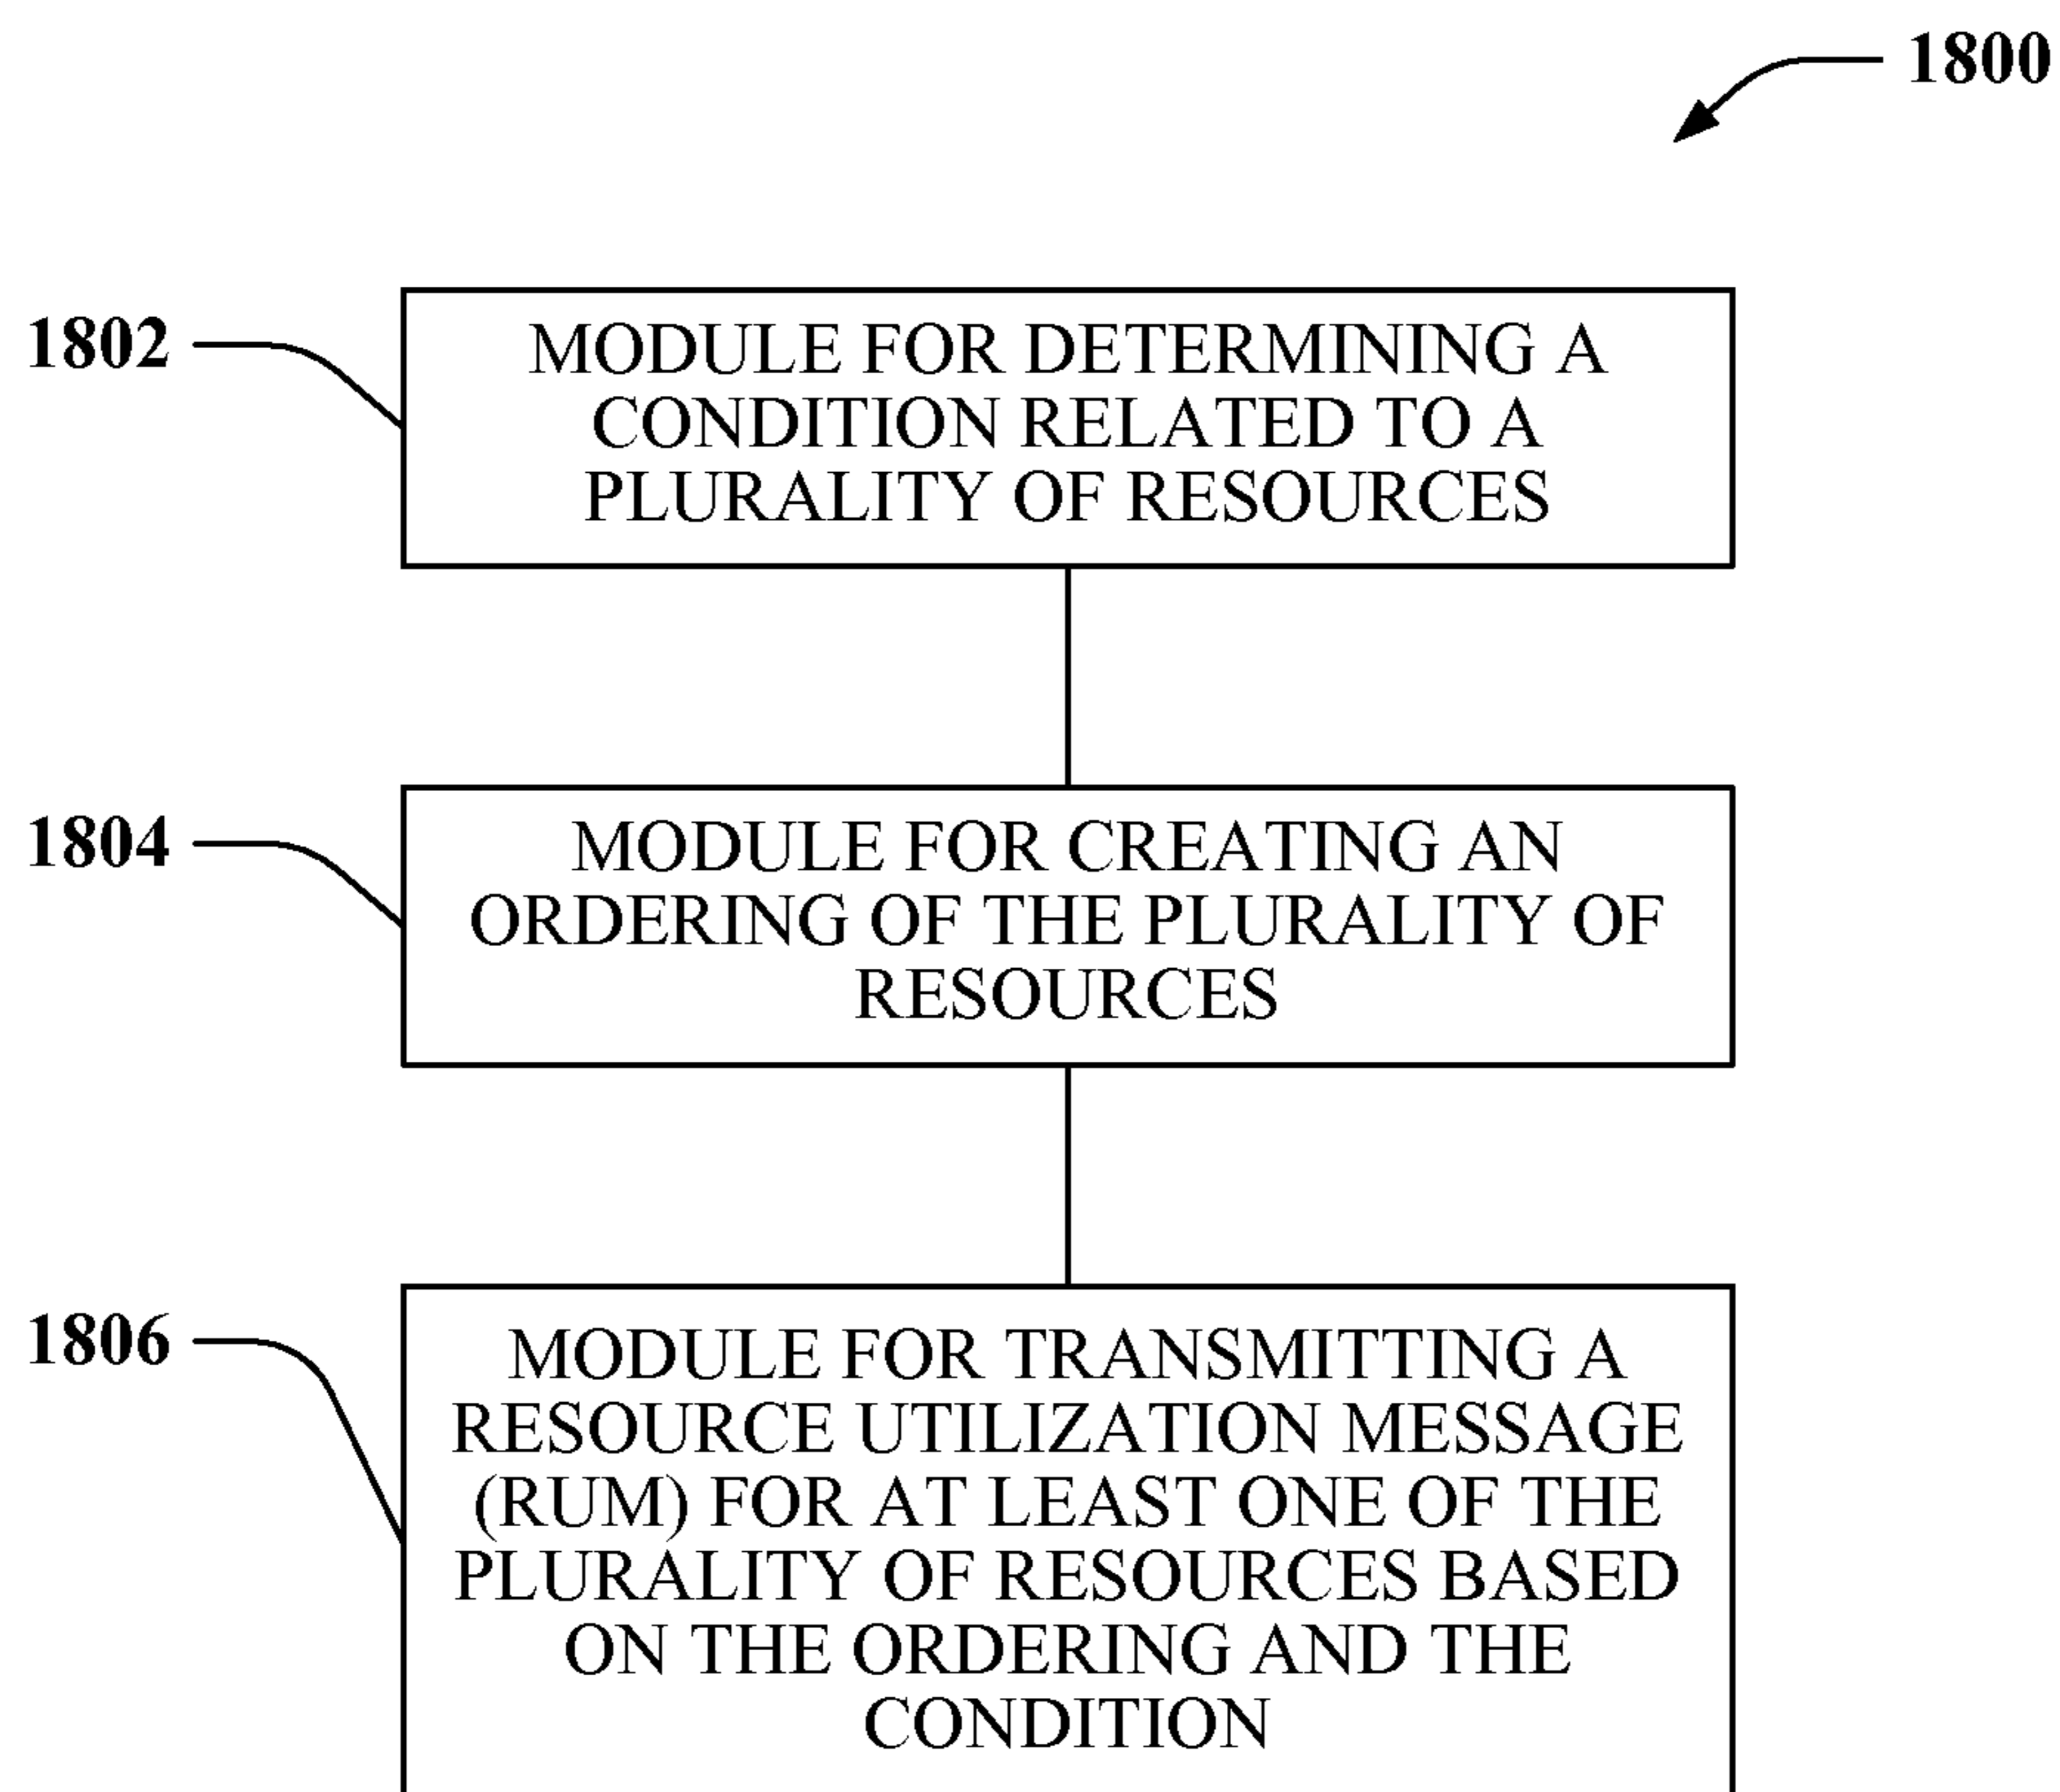 1800
1802
MODULE FOR DETERMINING A
CONDITION RELATED TO A
PLURALITY OF RESOURCES
1804
MODULE FOR CREATING AN
ORDERING OF THE PLURALITY OF
RESOURCES
1806
MODULE FOR TRANSMITTING A
RESOURCE UTILIZATION MESSAGE
(RUM) FOR AT LEAST ONE OF THE
PLURALITY OF RESOURCES BASED
ON THE ORDERING AND THE
CONDITION